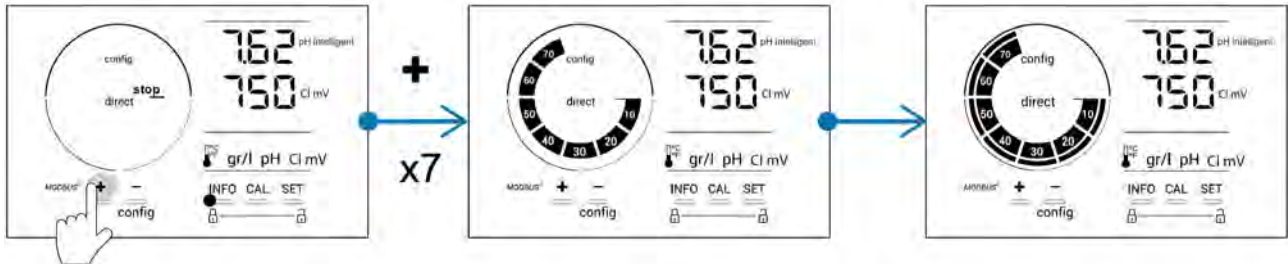 config
stop
direct
7.62 pH intelligent
750 Cl mV
gr/l pH Cl mV
MODBUS + −
INFO CAL SET
config
+
x7
70 config
60
direct
50 40 30 20 10
7.62 pH intelligent
750 Cl mV
gr/l pH Cl mV
MODBUS + −
INFO CAL SET
config
70 config
60
direct
50 40 30 20 10
7.62 pH intelligent
750 Cl mV
gr/l pH Cl mV
MODBUS + −
INFO CAL SET
config